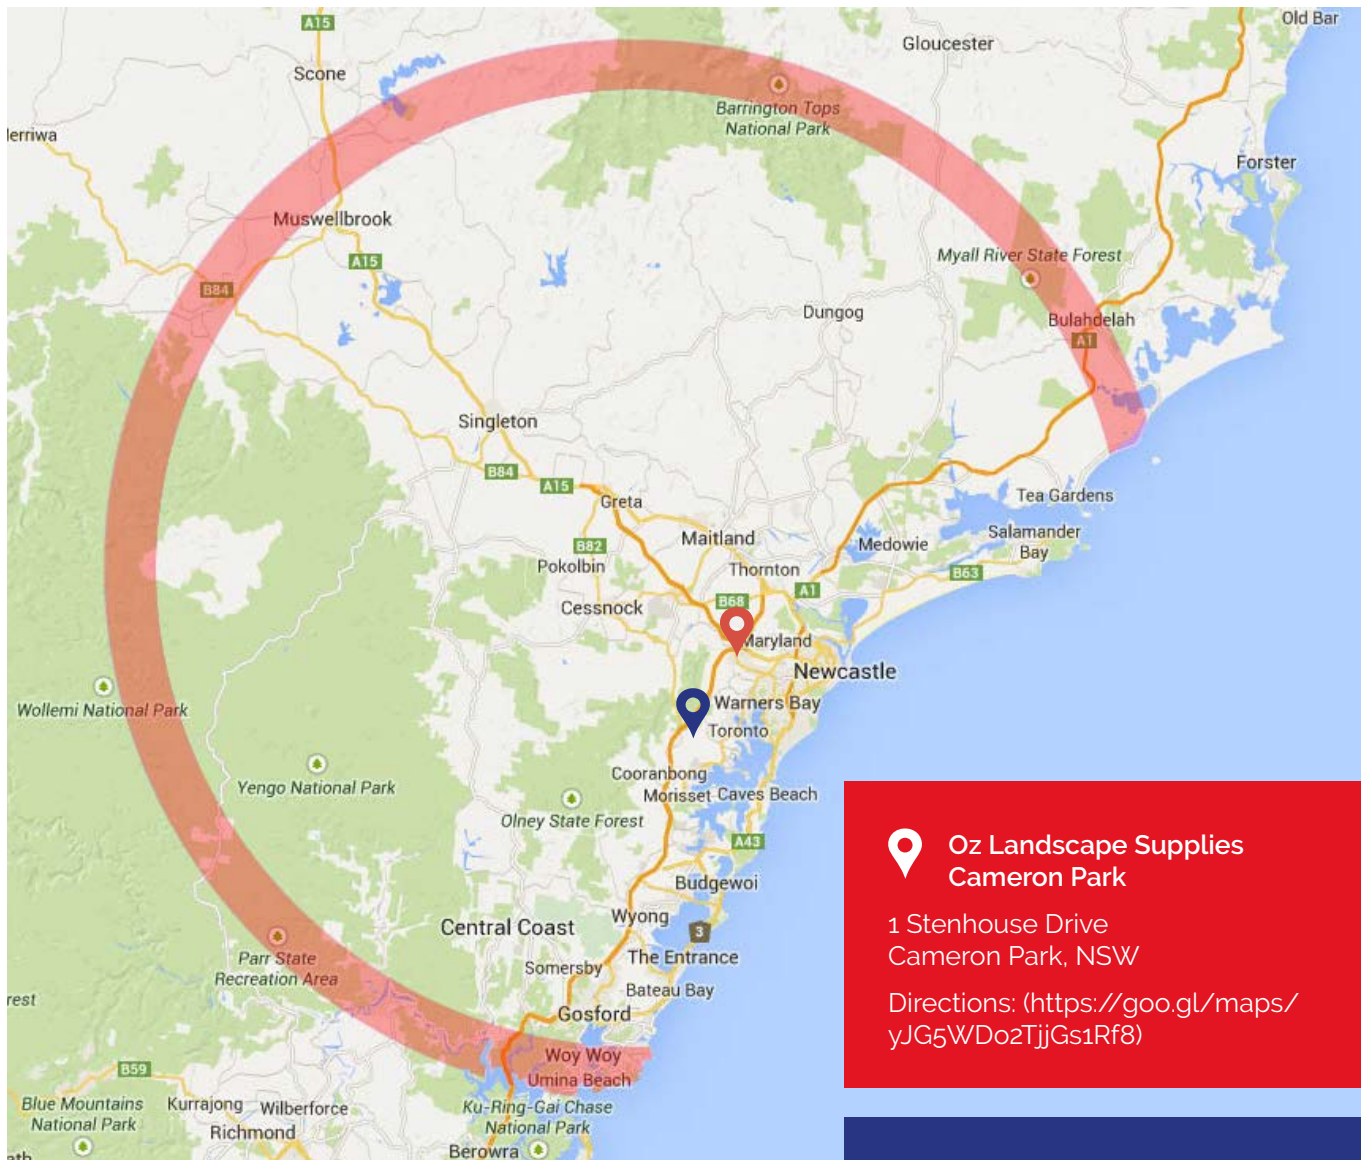 A15
Old Bar
Gloucester
Scone
Barrington Tops
National Park
lerriwa
Forster
Muswellbrook
Myall River State Forest
A15
B84
Dungog
Bulahdelah
A1
Singleton
B84
A15
Greta
Tea Gardens
Maitland
Salamander
Bay
B82
Medowie
Pokolbin
Thornton
B63
A1
B68
Cessnock
Maryland
Newcastle
Wollemi National Park
Warners Bay
Toronto
Cooranbong
Yengo National Park
Morisset
Caves Beach
Olney State Forest
A43
Oz Landscape Supplies
Cameron Park
1 Stenhouse Drive
Cameron Park, NSW
Directions: (https://goo.gl/maps/
yJG5WDo2TjjGs1Rf8)
Budgewoi
Wyong
Central Coast
3
The Entrance
Parr State
Recreation Area
Somersby
Bateau Bay
rest
Gosford
Woy Woy
Umina Beach
B59
Blue Mountains
National Park
Kurrajong
Wilberforce
Ku-Ring-Gai Chase
National Park
Richmond
Berowra
ath